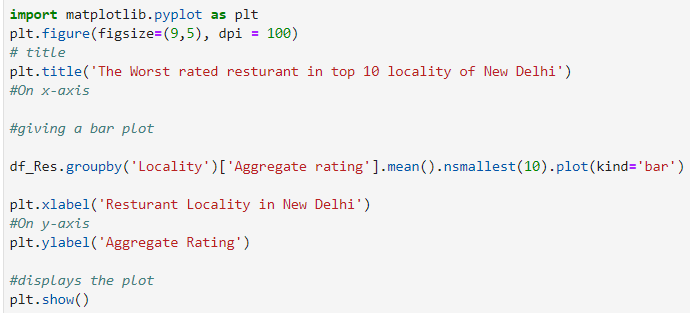 import matplotlib.pyplot as plt
plt.figure(figsize=(9,5), dpi = 100)
# title
plt.title('The Worst rated resturant in top 10 locality of New Delhi')
#On x-axis
#giving a bar plot
df_Res.groupby('Locality')['Aggregate rating'].mean().nsmallest(10).plot(kind='bar')
plt.xlabel('Resturant Locality in New Delhi')
#On y-axis
plt.ylabel('Aggregate Rating')
#displays the plot
plt.show()